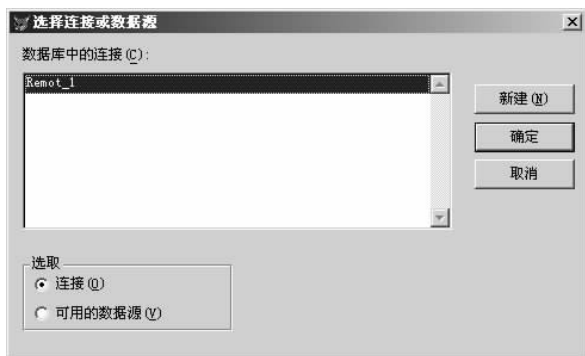 选择连接或数据源
数据库中的连接(C):
Remot_1
新建(N)
确定
取消
选取
连接(O)
可用的数据源(V)